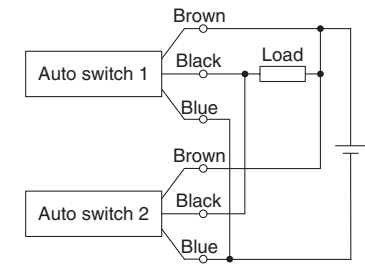 Brown
Auto switch 1
Black
Load
Blue
Brown
Auto switch 2
Black
Blue